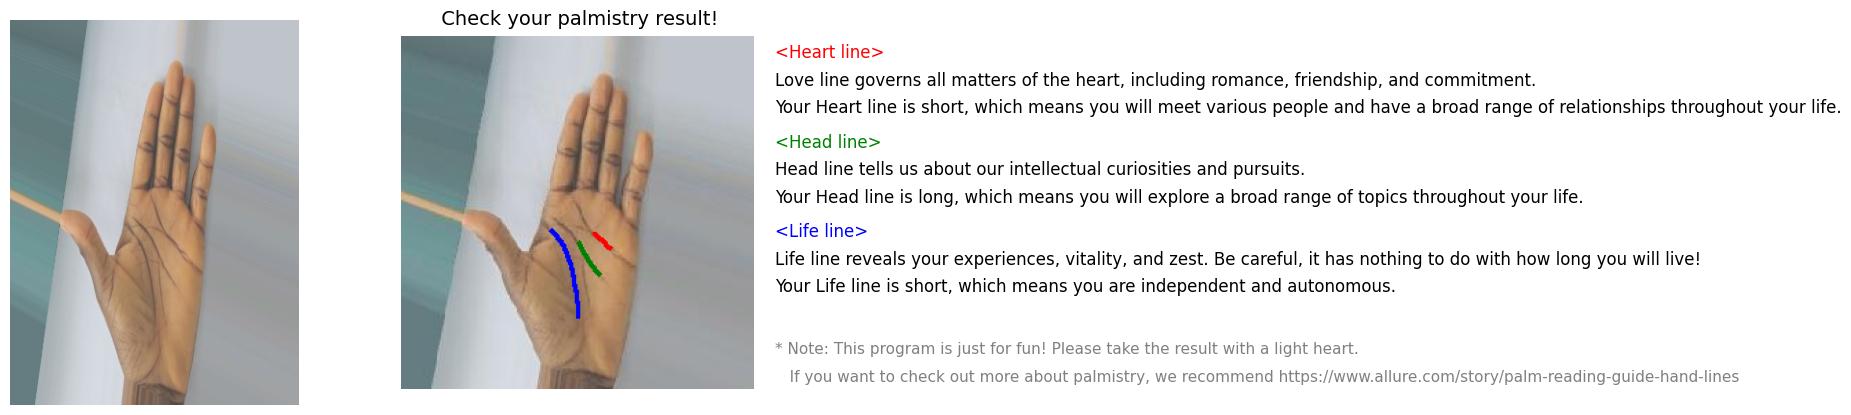 Check your palmistry result!
<Heart line>
Love line governs all matters of the heart, including romance, friendship, and commitment.
Your Heart line is short, which means you will meet various people and have a broad range of relationships throughout your life.
<Head line>
Head line tells us about our intellectual curiosities and pursuits.
Your Head line is long, which means you will explore a broad range of topics throughout your life.
<Life line>
Life line reveals your experiences, vitality, and zest. Be careful, it has nothing to do with how long you will live!
Your Life line is short, which means you are independent and autonomous.
* Note: This program is just for fun! Please take the result with a light heart.
If you want to check out more about palmistry, we recommend https://www.allure.com/story/palm-reading-guide-hand-lines